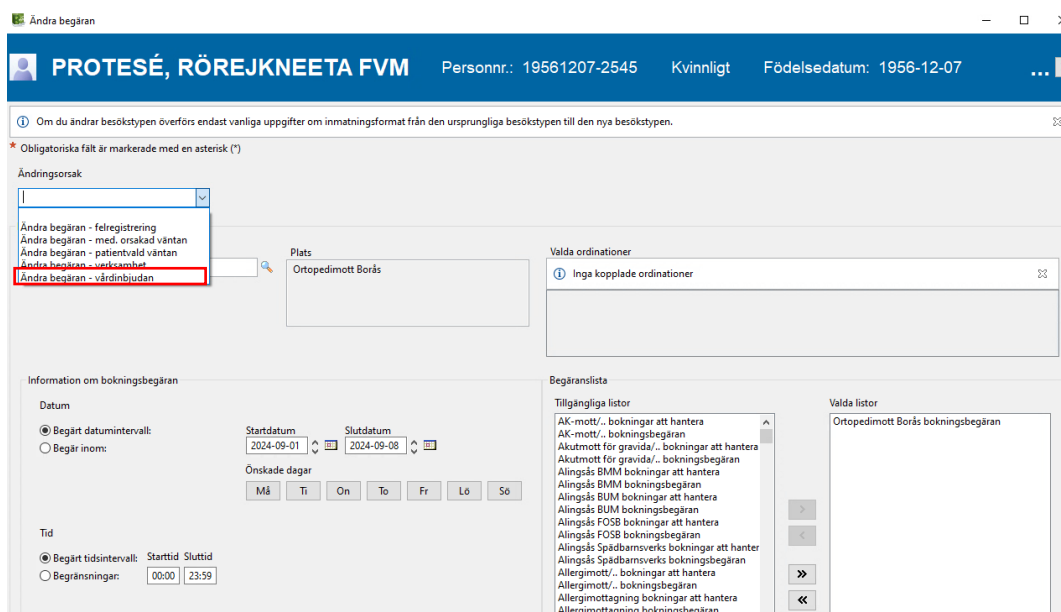 Ändra begäran
PROTESÉ, RÖREJKNEETA FVM Personnr.: 19561207-2545 Kvinnligt Födelsedatum: 1956-12-07 ...
Om du ändrar besökstypen överförs endast vanliga uppgifter om inmatningsformat från den ursprungliga besökstypen till den nya besökstypen.
* Obligatoriska fält är markerade med en asterisk (*)
Ändringsorsak
Ändra begäran - felregistrering
Ändra begäran - med. orsakad väntan
Ändra begäran - patientvald väntan
Ändra begäran - verksamhet
Ändra begäran - vårdinbjudan
Plats
Ortopedimott Borås
Valda ordinationer
Inga kopplade ordinationer
Information om bokningsbegäran
Datum
Begärt datumintervall:
Begär inom:
Startdatum Slutdatum
2024-09-01 2024-09-08
Önskade dagar
Må Ti On To Fr Lö Sö
Tid
Begärt tidsintervall: Starttid Sluttid
Begränsningar: 00:00 23:59
Begäranslista
Tillgängliga listor
AK-mott/.. bokningar att hantera
AK-mott/.. bokningsbegäran
Akutmott för gravida/.. bokningar att hantera
Akutmott för gravida/.. bokningsbegäran
Alingsås BMM bokningar att hantera
Alingsås BMM bokningsbegäran
Alingsås BUM bokningar att hantera
Alingsås BUM bokningsbegäran
Alingsås FOSB bokningar att hantera
Alingsås FOSB bokningsbegäran
Alingsås Spädbarnsverks bokningar att hanter
Alingsås Spädbarnsverks bokningsbegäran
Allergimott/.. bokningar att hantera
Allergimott/.. bokningsbegäran
Allergimottagning bokningar att hantera
Allergimottagning bokningsbegäran
Valda listor
Ortopedimott Borås bokningsbegäran